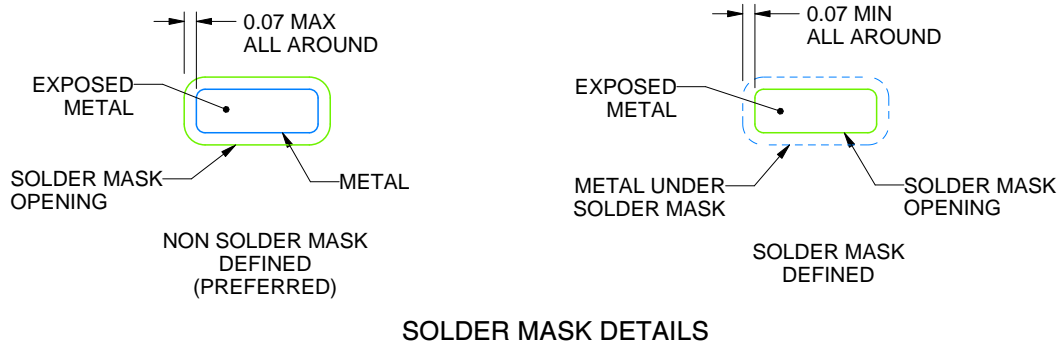 0.07 MAX
ALL AROUND
EXPOSED
METAL
SOLDER MASK
OPENING
METAL
NON SOLDER MASK
DEFINED
(PREFERRED)
0.07 MIN
ALL AROUND
EXPOSED
METAL
METAL UNDER
SOLDER MASK
SOLDER MASK
OPENING
SOLDER MASK
DEFINED
SOLDER MASK DETAILS